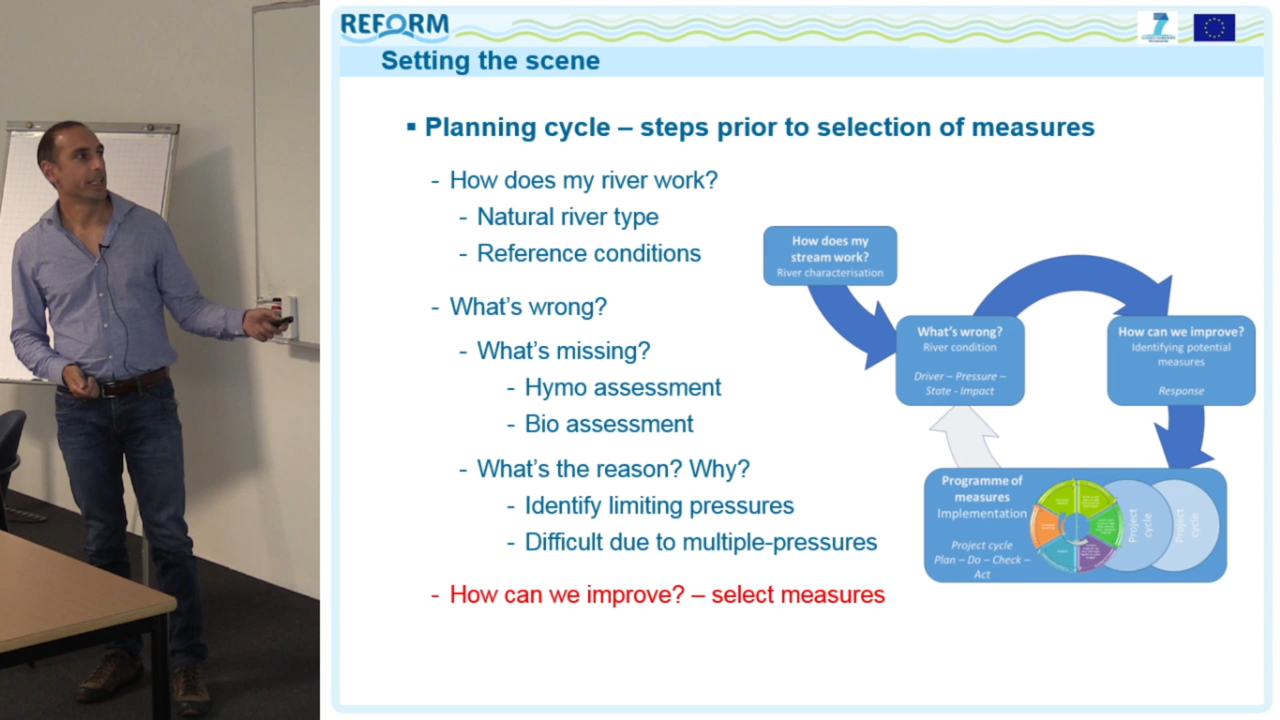 REFORM
7
Setting the scene
▪ Planning cycle – steps prior to selection of measures
- How does my river work?
- Natural river type
- Reference conditions
- What's wrong?
- What's missing?
- Hymo assessment
- Bio assessment
- What's the reason? Why?
- Identify limiting pressures
- Difficult due to multiple-pressures
- How can we improve? – select measures
How does my
stream work?
River characterisation
What's wrong?
River condition
Driver – Pressure –
State - Impact
How can we improve?
Identifying potential
measures
Response
Programme of
measures
Implementation
Project cycle
Plan – Do – Check –
Act
Project
cycle
Project
cycle